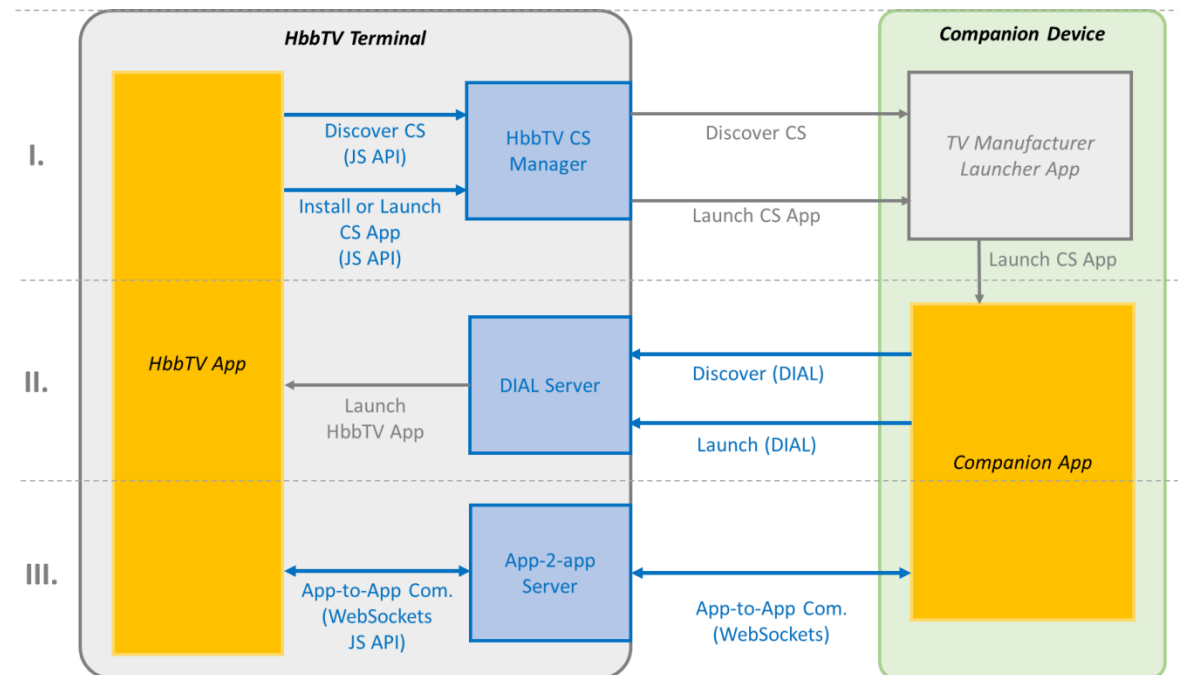 HbbTV Terminal
Companion Device
I.
Discover CS
(JS API)
Install or Launch
CS App
(JS API)
HbbTV CS
Manager
Discover CS
Launch CS App
TV Manufacturer
Launcher App
Launch CS App
II.
HbbTV App
Launch
HbbTV App
DIAL Server
Discover (DIAL)
Launch (DIAL)
Companion App
III.
App-to-App Com.
(WebSockets
JS API)
App-2-app
Server
App-to-App Com.
(WebSockets)